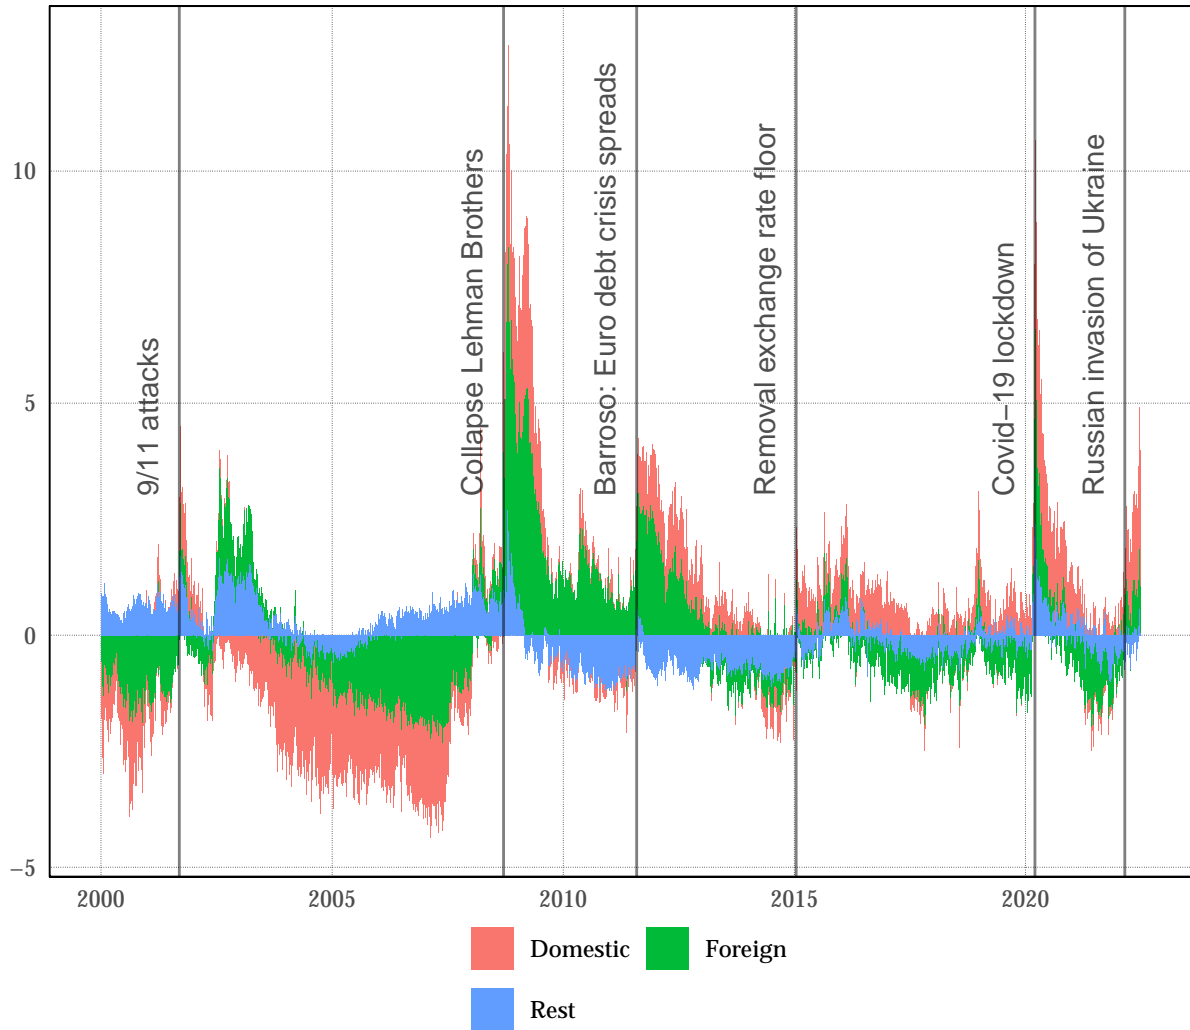 10
5
0
−5
9/11 attacks
Collapse Lehman Brothers
Barroso: Euro debt crisis spreads
Removal exchange rate floor
Covid−19 lockdown
Russian invasion of Ukraine
2000
2005
2010
2015
2020
Domestic
Foreign
Rest